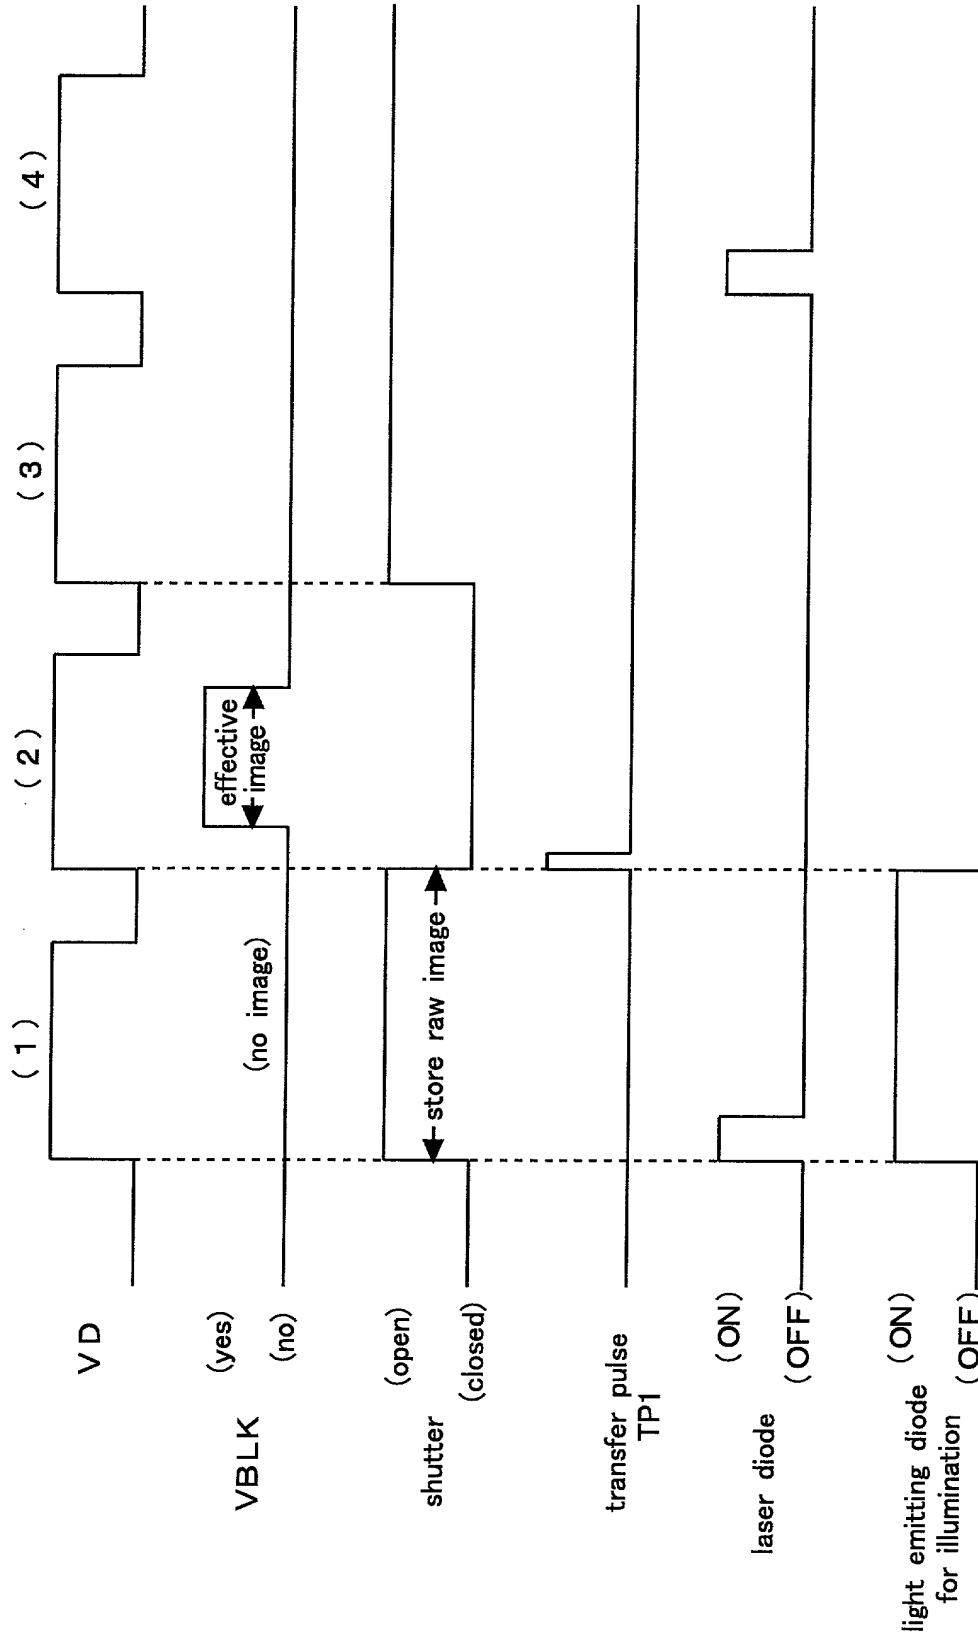 (1)
(2)
(3)
(4)
VD
VBLK
(yes)
(no)
(no image)
effective
image
shutter
(open)
(closed)
store raw image
transfer pulse
TP1
laser diode
(ON)
(OFF)
light emitting diode
for illumination
(ON)
(OFF)